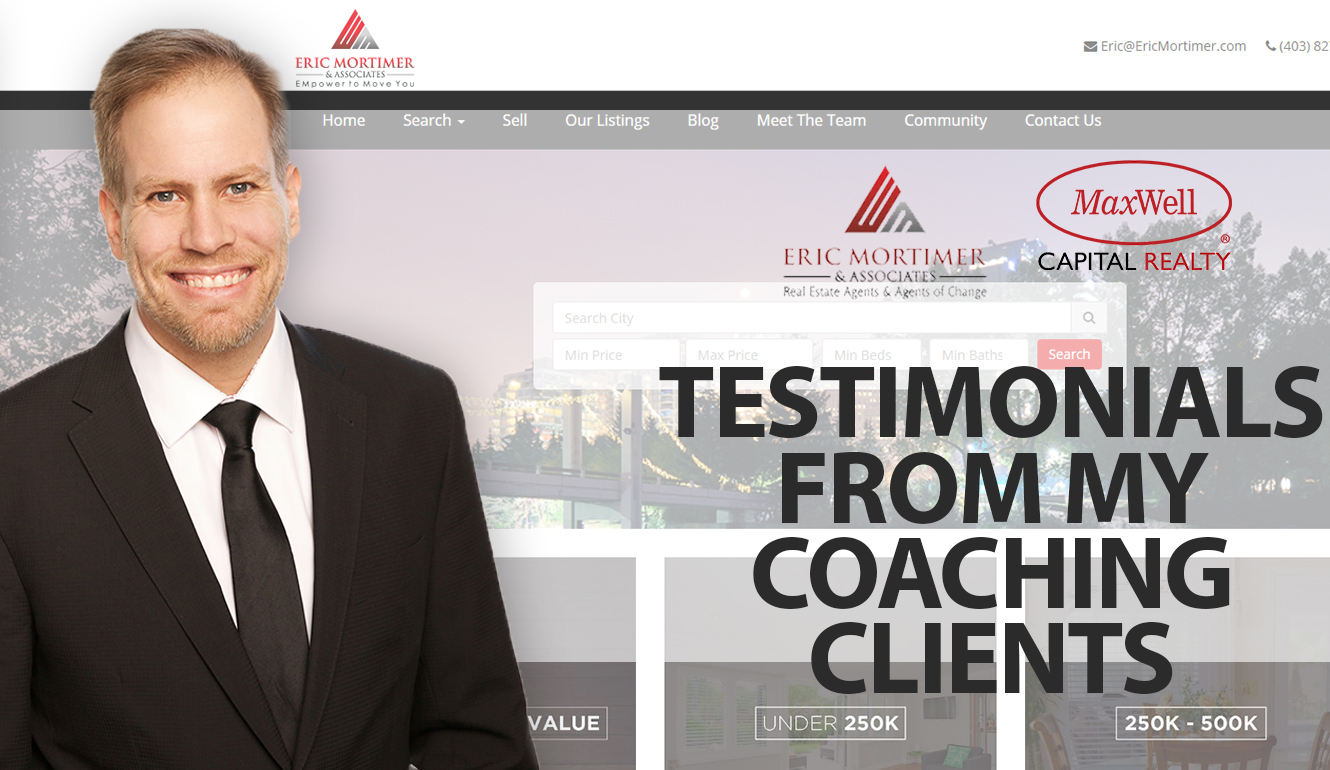 ERIC MORTIMER
& ASSOCIATES
EMpower to Move You
Eric@EricMortimer.com
(403) 82
Home
Search
Sell
Our Listings
Blog
Meet The Team
Community
Contact Us
ERIC MORTIMER
& ASSOCIATES
Real Estate Agents & Agents of Change
MaxWell
®
CAPITAL REALTY
Search City
Min Price
Max Price
Min Beds
Min Baths
Search
TESTIMONIALS
FROM MY
COACHING
CLIENTS
VALUE
UNDER 250K
250K - 500K